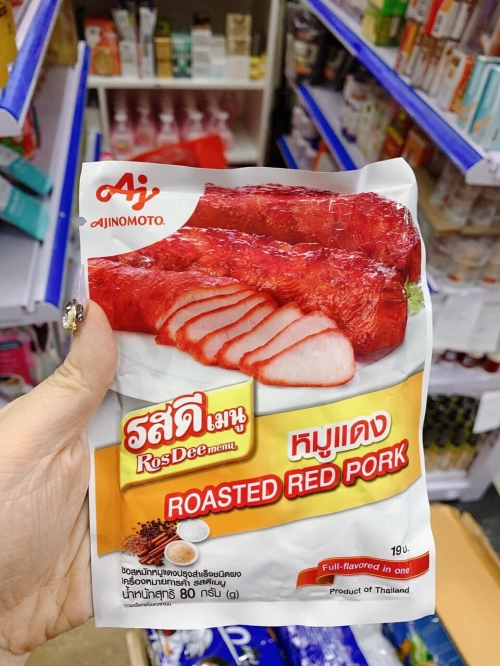 Aj
AJINOMOTO.
รสดี เมนู
RosDee menu
หมูแดง
ROASTED RED PORK
ซอสหมักหมูแดงปรุงสำเร็จชนิดผง
เครื่องหมายการค้า รสดีเมนู
น้ำหนักสุทธิ 80 กรัม (g)
19 บ.
Full-flavored in one
Product of Thailand